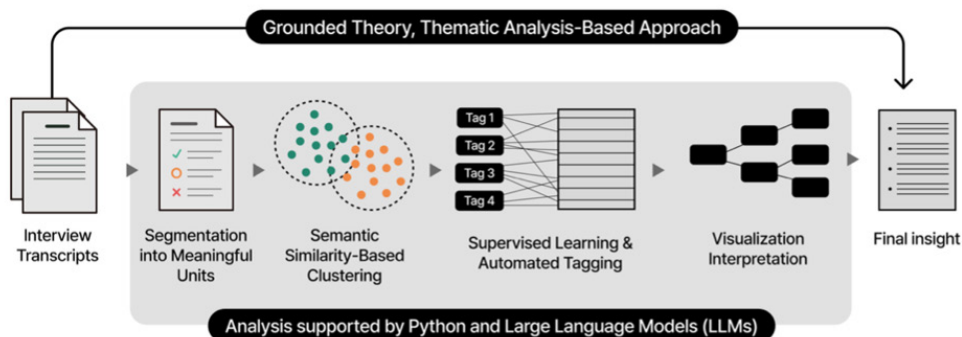 Grounded Theory, Thematic Analysis-Based Approach
Interview
Transcripts
Segmentation
into Meaningful
Units
Semantic
Similarity-Based
Clustering
Tag 1
Tag 2
Tag 3
Tag 4
Supervised Learning &
Automated Tagging
Visualization
Interpretation
Final insight
Analysis supported by Python and Large Language Models (LLMs)